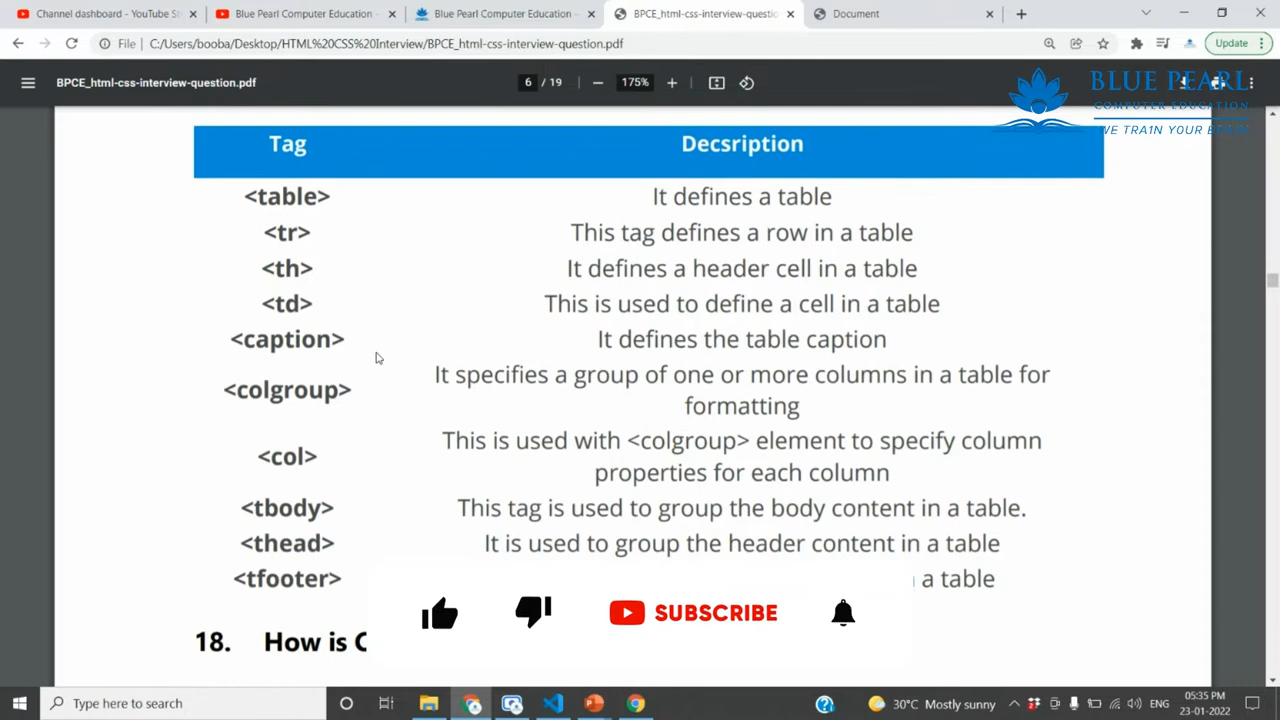 Channel dashboard - YouTube St
Blue Pearl Computer Education -
Blue Pearl Computer Education –
BPCE_html-css-interview-questio
Document
File | C:/Users/booba/Desktop/HTML%20CSS%20Interview/BPCE_html-css-interview-question.pdf
Update
BPCE_html-css-interview-question.pdf
6 / 19
175%
BLUE PEARL
COMPUTER EDUCATION
WE TRA1N YOUR BRAIN
Tag Decsription
<table> It defines a table
<tr> This tag defines a row in a table
<th> It defines a header cell in a table
<td> This is used to define a cell in a table
<caption> It defines the table caption
<colgroup> It specifies a group of one or more columns in a table for
formatting
<col> This is used with <colgroup> element to specify column
properties for each column
<tbody> This tag is used to group the body content in a table.
<thead> It is used to group the header content in a table
<tfooter> a table
SUBSCRIBE
18. How is
Type here to search
30°C Mostly sunny
ENG
05:35 PM
23-01-2022